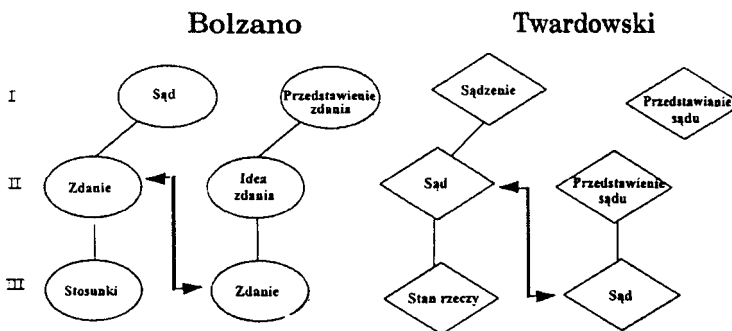 Bolzano
Twardowski
I
Sąd
Przedstawienie
zdania
Sądzenie
Przedstawianie
sądu
II
Zdanie
Idea
zdania
Sąd
Przedstawienie
sądu
III
Stosunki
Zdanie
Stan rzeczy
Sąd